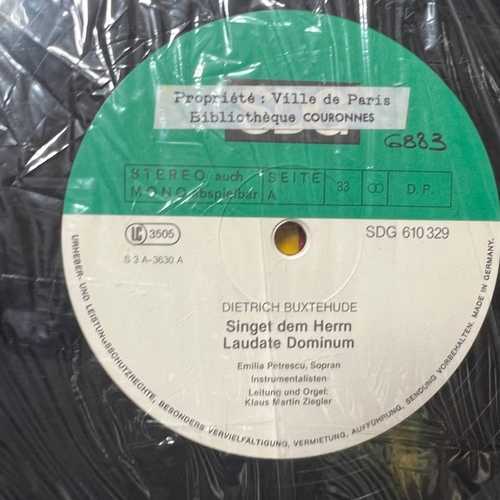 Propriété : Ville de Paris
Bibliothèque COURONNES
6883
STEREO auch
MONO abspielbar
SEITE
A
33
D.P.
LC 3505
SDG 610 329
S 3 A-3630 A
DIETRICH BUXTEHUDE
Singet dem Herrn
Laudate Dominum
Emilia Petrescu, Sopran
Instrumentalisten
Leitung und Orgel:
Klaus Martin Ziegler
URHEBER- UND LEISTUNGSSCHUTZRECHTE, BESONDERS VERVIELFÄLTIGUNG, VERMIETUNG, AUFFÜHRUNG, SENDUNG VORBEHALTEN. MADE IN GERMANY.